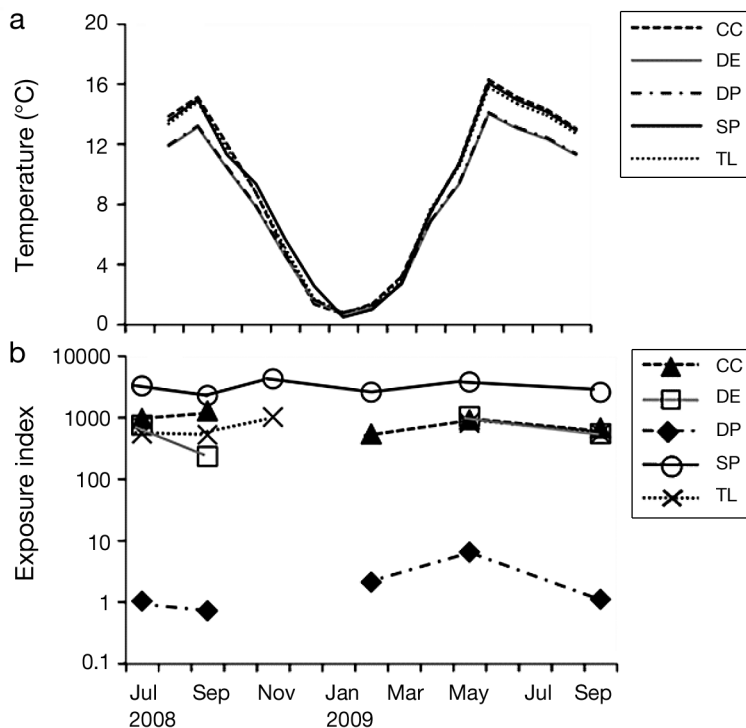 a
Temperature (°C)
20
16
12
8
4
0
CC
DE
DP
SP
TL
b
Exposure index
10000
1000
100
10
1
0.1
CC
DE
DP
SP
TL
Jul Sep Nov Jan Mar May Jul Sep
2008 2009